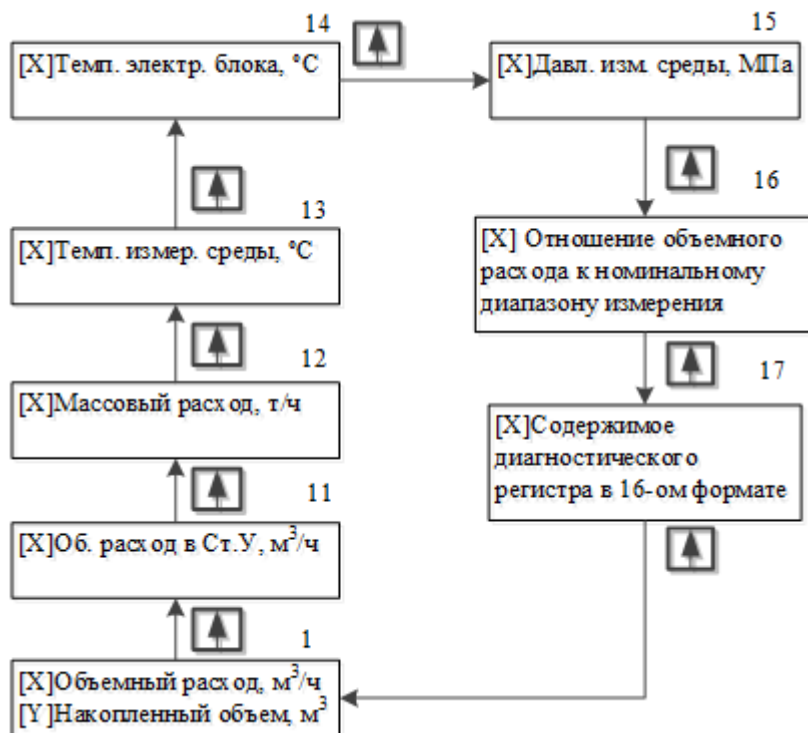 14
[X]Темп. электр. блока, °С
15
[X]Давл. изм. среды, МПа
13
[X]Темп. измер. среды, °С
16
[X] Отношение объемного
расхода к номинальному
диапазону измерения
12
[X]Массовый расход, т/ч
17
[X]Содержимое
диагностического
регистра в 16-ом формате
11
[X]Об. расход в Ст.У, м³/ч
1
[X]Объемный расход, м³/ч
[Y]Накопленный объем, м³